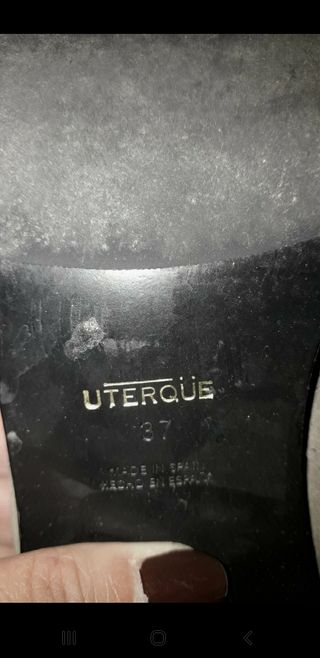 UTERQÜE
37
MADE IN SPAIN
HECHO EN ESPAÑA